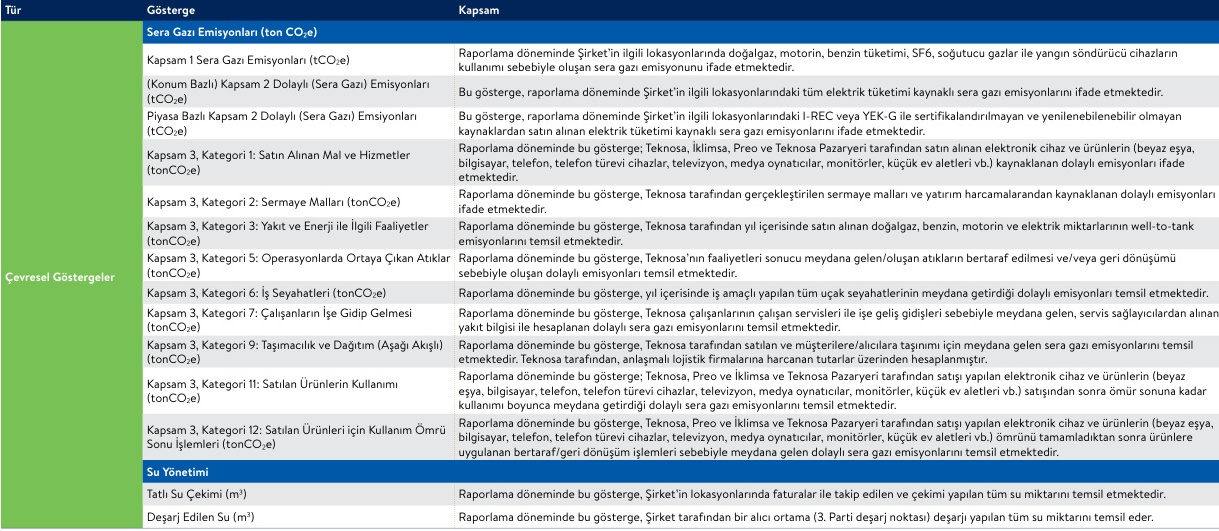 Tür
Gösterge
Kapsam
Çevresel Göstergeler
Sera Gazı Emisyonları (ton CO₂e)
Kapsam 1 Sera Gazı Emisyonları (tCO₂e)
Raporlama döneminde Şirket’in ilgili lokasyonlarında doğalgaz, motorin, benzin tüketimi, SF6, soğutucu gazlar ile yangın söndürücü cihazların
kullanımı sebebiyle oluşan sera gazı emisyonunu ifade etmektedir.
(Konum Bazlı) Kapsam 2 Dolaylı (Sera Gazı) Emisyonları
(tCO₂e)
Bu gösterge, raporlama döneminde Şirket’in ilgili lokasyonlarındaki tüm elektrik tüketimi kaynaklı sera gazı emisyonlarını ifade etmektedir.
Piyasa Bazlı Kapsam 2 Dolaylı (Sera Gazı) Emsiyonları
(tCO₂e)
Bu gösterge, raporlama döneminde Şirket’in ilgili lokasyonlarındaki I-REC veya YEK-G ile sertifikalandırılmayan ve yenilenebilenebilir olmayan
kaynaklardan satın alınan elektrik tüketimi kaynaklı sera gazı emisyonlarını ifade etmektedir.
Kapsam 3, Kategori 1: Satın Alınan Mal ve Hizmetler
(tonCO₂e)
Raporlama döneminde bu gösterge; Teknosa, İklimsa, Preo ve Teknosa Pazaryeri tarafından satın alınan elektronik cihaz ve ürünlerin (beyaz eşya,
bilgisayar, telefon, telefon türevi cihazlar, televizyon, medya oynatıcılar, monitörler, küçük ev aletleri vb.) kaynaklanan dolaylı emisyonları ifade
etmektedir.
Kapsam 3, Kategori 2: Sermaye Malları (tonCO₂e)
Raporlama döneminde bu gösterge, Teknosa tarafından gerçekleştirilen sermaye malları ve yatırım harcamalarandan kaynaklanan dolaylı emisyonları
ifade etmektedir.
Kapsam 3, Kategori 3: Yakıt ve Enerji ile İlgili Faaliyetler
(tonCO₂e)
Raporlama döneminde bu gösterge, Teknosa tarafından yıl içerisinde satın alınan doğalgaz, benzin, motorin ve elektrik miktarlarının well-to-tank
emisyonlarını temsil etmektedir.
Kapsam 3, Kategori 5: Operasyonlarda Ortaya Çıkan Atıklar
(tonCO₂e)
Raporlama döneminde bu gösterge, Teknosa’nın faaliyetleri sonucu meydana gelen/oluşan atıkların bertaraf edilmesi ve/veya geri dönüşümü
sebebiyle oluşan dolaylı emisyonları temsil etmektedir.
Kapsam 3, Kategori 6: İş Seyahatleri (tonCO₂e)
Raporlama döneminde bu gösterge, yıl içerisinde iş amaçlı yapılan tüm uçak seyahatlerinin meydana getirdiği dolaylı emisyonları temsil etmektedir.
Kapsam 3, Kategori 7: Çalışanların İşe Gidip Gelmesi
(tonCO₂e)
Raporlama döneminde bu gösterge, Teknosa çalışanlarının çalışan servisleri ile işe geliş gidişleri sebebiyle meydana gelen, servis sağlayıcılardan alınan
yakıt bilgisi ile hesaplanan dolaylı sera gazı emisyonlarını temsil etmektedir.
Kapsam 3, Kategori 9: Taşımacılık ve Dağıtım (Aşağı Akışlı)
(tonCO₂e)
Raporlama döneminde bu gösterge, Teknosa tarafından satılan ve müşterilere/alıcılara taşınımı için meydana gelen sera gazı emisyonlarını temsil
etmektedir. Teknosa tarafından, anlaşmalı lojistik firmalarına harcanan tutarlar üzerinden hesaplanmıştır.
Kapsam 3, Kategori 11: Satılan Ürünlerin Kullanımı
(tonCO₂e)
Raporlama döneminde bu gösterge; Teknosa, Preo ve İklimsa ve Teknosa Pazaryeri tarafından satışı yapılan elektronik cihaz ve ürünlerin (beyaz
eşya, bilgisayar, telefon, telefon türevi cihazlar, televizyon, medya oynatıcılar, monitörler, küçük ev aletleri vb.) satışından sonra ömür sonuna kadar
kullanımı boyunca meydana getirdiği dolaylı sera gazı emisyonlarını temsil etmektedir.
Kapsam 3, Kategori 12: Satılan Ürünleri için Kullanım Ömrü
Sonu İşlemleri (tonCO₂e)
Raporlama döneminde bu gösterge, Teknosa, Preo ve İklimsa ve Teknosa Pazaryeri tarafından satışı yapılan elektronik cihaz ve ürünlerin (beyaz eşya,
bilgisayar, telefon, telefon türevi cihazlar, televizyon, medya oynatıcılar, monitörler, küçük ev aletleri vb.) ömrünü tamamladıktan sonra ürünlere
uygulanan bertaraf/geri dönüşüm işlemleri sebebiyle meydana gelen dolaylı sera gazı emisyonlarını temsil etmektedir.
Su Yönetimi
Tatlı Su Çekimi (m³)
Raporlama döneminde bu gösterge, Şirket’in lokasyonlarında faturalar ile takip edilen ve çekimi yapılan tüm su miktarını temsil etmektedir.
Deşarj Edilen Su (m³)
Raporlama döneminde bu gösterge, Şirket tarafından bir alıcı ortama (3. Parti deşarj noktası) deşarjı yapılan tüm su miktarını temsil eder.